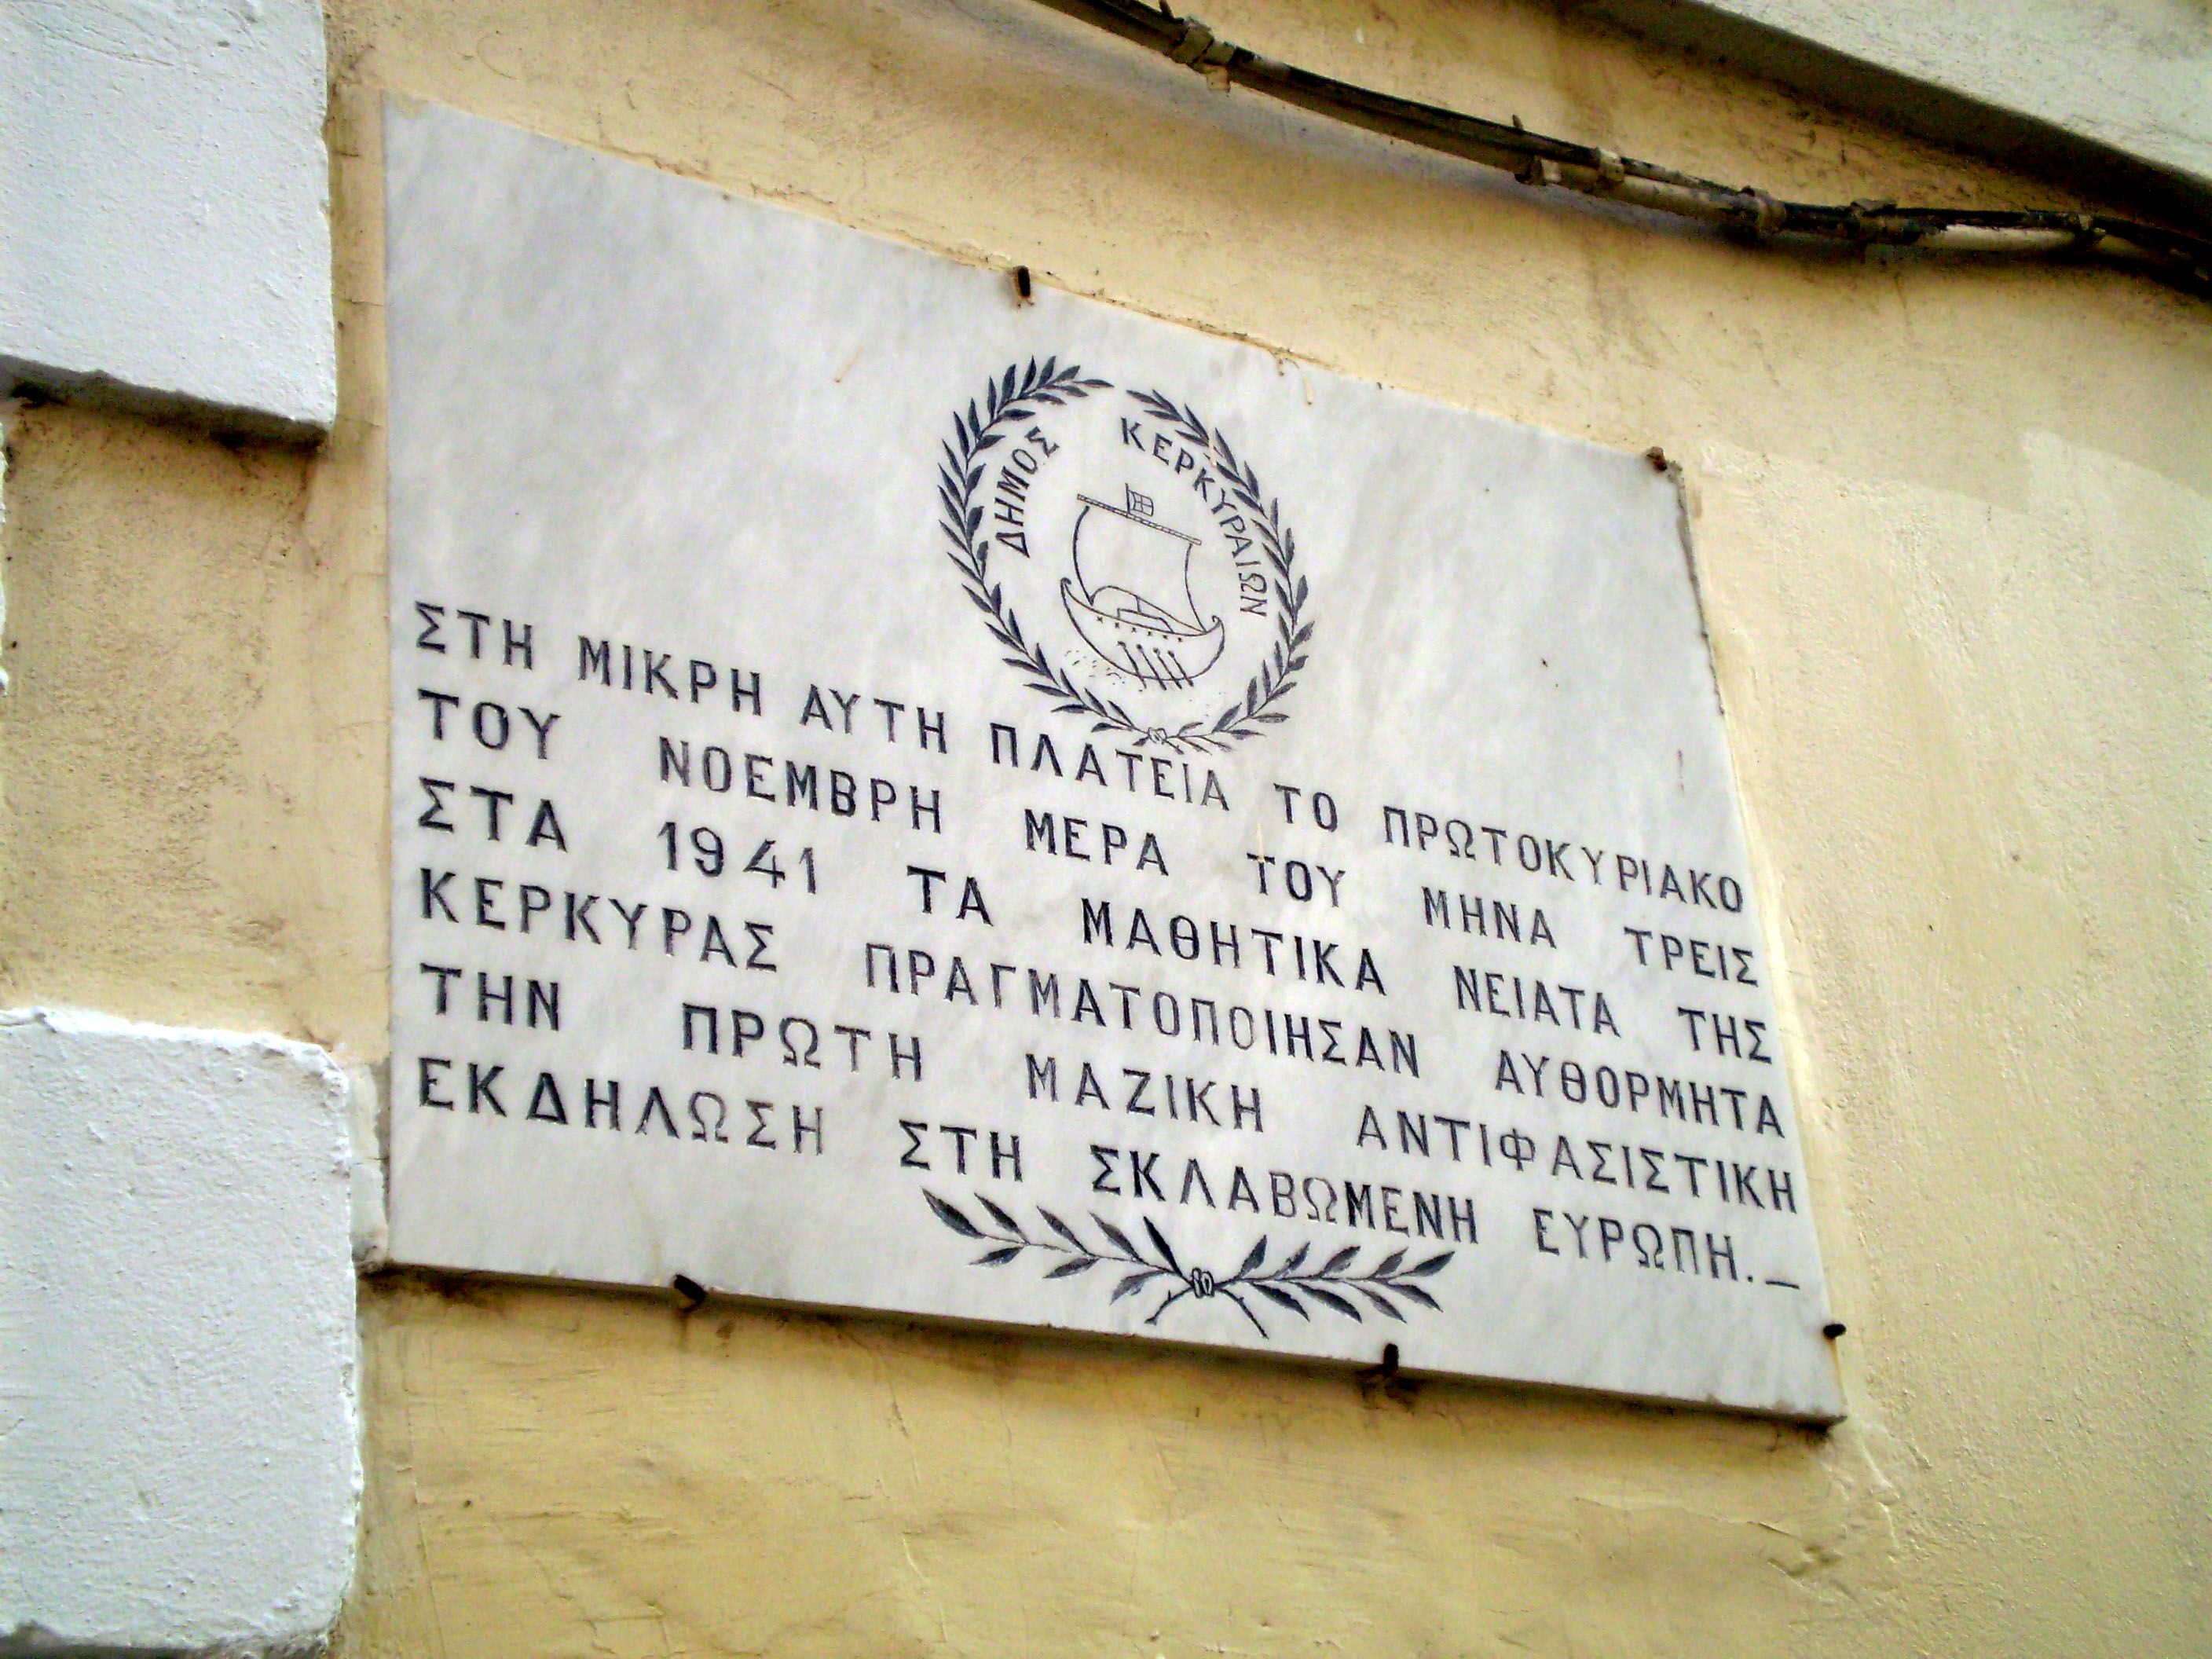 ΔΗΜΟΣ ΚΕΡΚΥΡΑΙΩΝ
ΣΤΗ ΜΙΚΡΗ ΑΥΤΗ ΠΛΑΤΕΙΑ ΤΟ ΠΡΩΤΟΚΥΡΙΑΚΟ
ΤΟΥ ΝΟΕΜΒΡΗ ΜΕΡΑ ΤΟΥ ΜΗΝΑ ΤΡΕΙΣ
ΣΤΑ 1941 ΤΑ ΜΑΘΗΤΙΚΑ ΝΕΙΑΤΑ ΤΗΣ
ΚΕΡΚΥΡΑΣ ΠΡΑΓΜΑΤΟΠΟΙΗΣΑΝ ΑΥΘΟΡΜΗΤΑ
ΤΗΝ ΠΡΩΤΗ ΜΑΖΙΚΗ ΑΝΤΙΦΑΣΙΣΤΙΚΗ
ΕΚΔΗΛΩΣΗ ΣΤΗ ΣΚΛΑΒΩΜΕΝΗ ΕΥΡΩΠΗ._